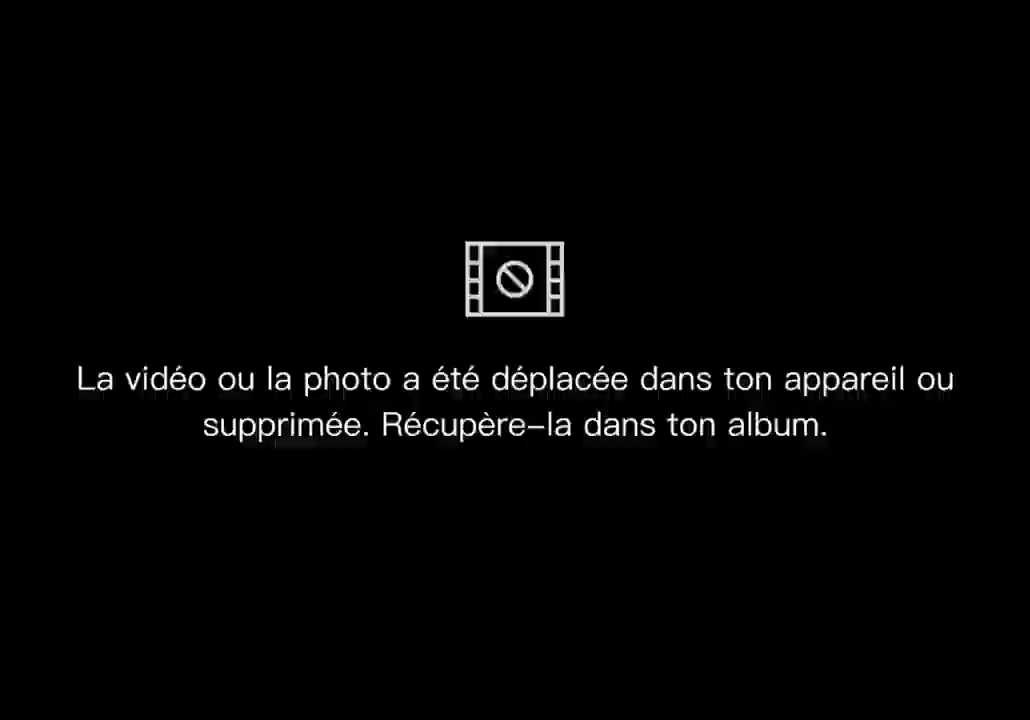 La vidéo ou la photo a été déplacée dans ton appareil ou
supprimée. Récupère-la dans ton album.